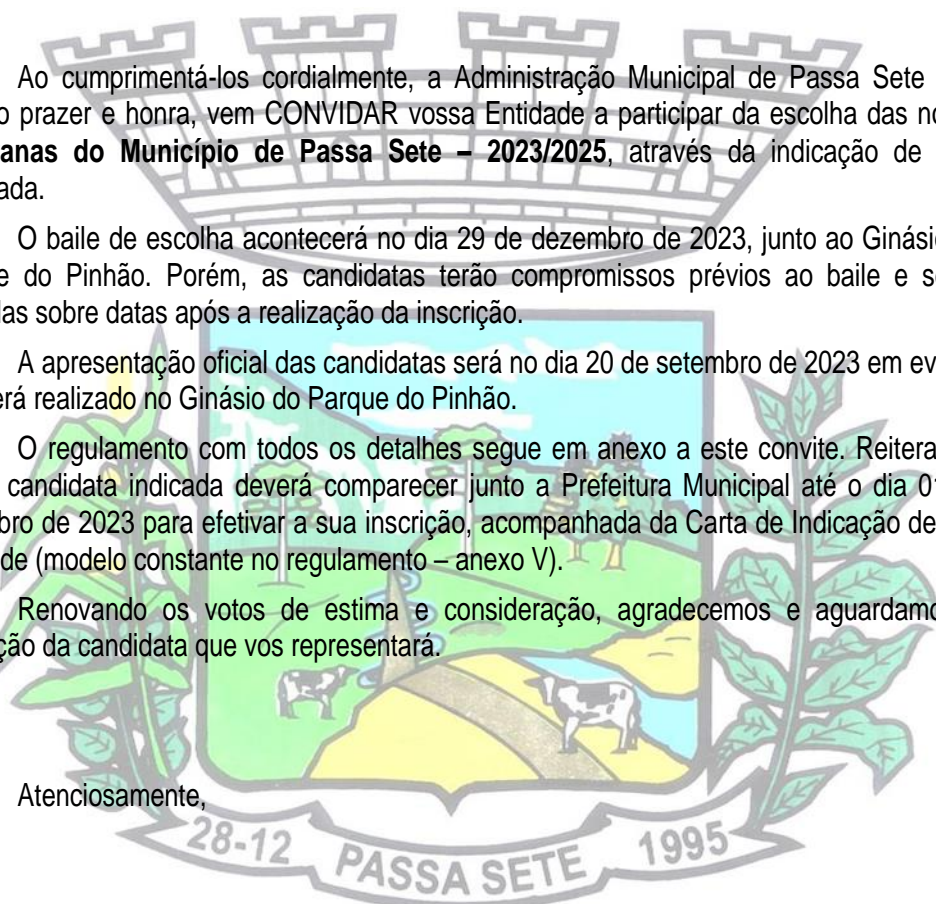 Ao cumprimentá-los cordialmente, a Administração Municipal de Passa Sete
o prazer e honra, vem CONVIDAR vossa Entidade a participar da escolha das no
anas do Município de Passa Sete – 2023/2025, através da indicação de
ada.
O baile de escolha acontecerá no dia 29 de dezembro de 2023, junto ao Ginási
e do Pinhão. Porém, as candidatas terão compromissos prévios ao baile e s
das sobre datas após a realização da inscrição.
A apresentação oficial das candidatas será no dia 20 de setembro de 2023 em ev
erá realizado no Ginásio do Parque do Pinhão.
O regulamento com todos os detalhes segue em anexo a este convite. Reitera
candidata indicada deverá comparecer junto a Prefeitura Municipal até o dia 01
bro de 2023 para efetivar a sua inscrição, acompanhada da Carta de Indicação de
de (modelo constante no regulamento – anexo V).
Renovando os votos de estima e consideração, agradecemos e aguardamo
ção da candidata que vos representará.
Atenciosamente,
28-12 PASSA SETE 1995